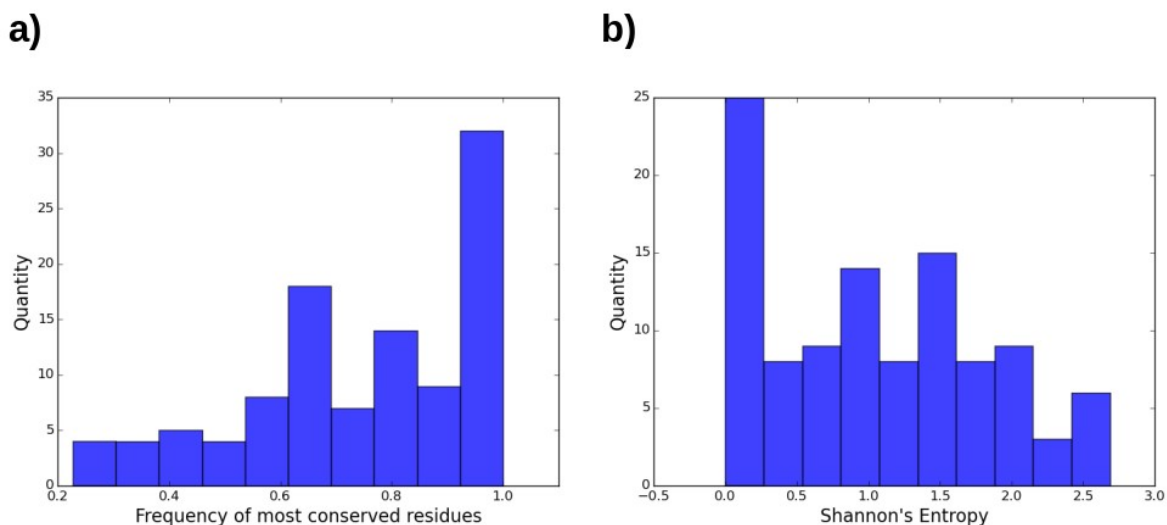 a)
b)
35
30
25
20
15
10
5
0
Quantity
0.2 0.4 0.6 0.8 1.0
Frequency of most conserved residues
25
20
15
10
5
0
Quantity
−0.5 0.0 0.5 1.0 1.5 2.0 2.5 3.0
Shannon's Entropy